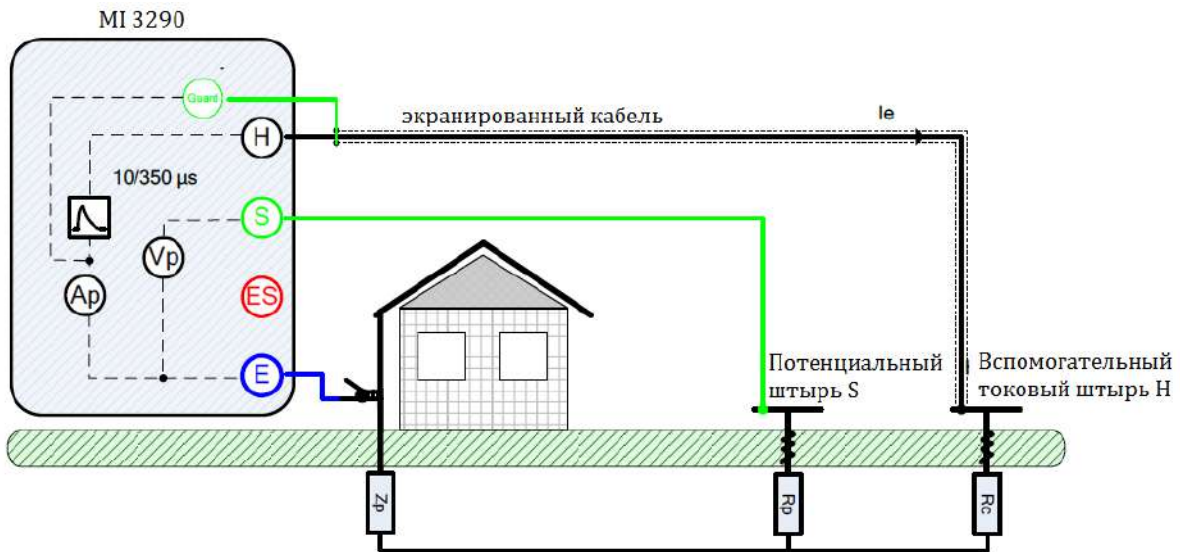 MI 3290
Guard
экранированный кабель
Ie
H
10/350 µs
S
Vp
Ap
ES
E
Потенциальный
штырь S
Вспомогательный
токовый штырь H
Zp
Rp
Rc